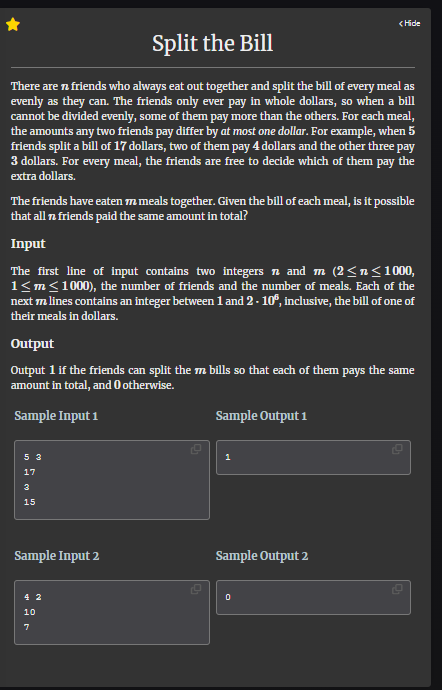 <Hide
Split the Bill
There are n friends who always eat out together and split the bill of every meal as
evenly as they can. The friends only ever pay in whole dollars, so when a bill
cannot be divided evenly, some of them pay more than the others. For each meal,
the amounts any two friends pay differ by at most one dollar. For example, when 5
friends split a bill of 17 dollars, two of them pay 4 dollars and the other three pay
3 dollars. For every meal, the friends are free to decide which of them pay the
extra dollars.
The friends have eaten m meals together. Given the bill of each meal, is it possible
that all n friends paid the same amount in total?
Input
The first line of input contains two integers n and m (2 ≤ n ≤ 1 000,
1 ≤ m ≤ 1 000), the number of friends and the number of meals. Each of the
next m lines contains an integer between 1 and 2 · 10⁶, inclusive, the bill of one of
their meals in dollars.
Output
Output 1 if the friends can split the m bills so that each of them pays the same
amount in total, and 0 otherwise.
Sample Input 1
Sample Output 1
5 3
17
3
15
1
Sample Input 2
Sample Output 2
4 2
10
7
0